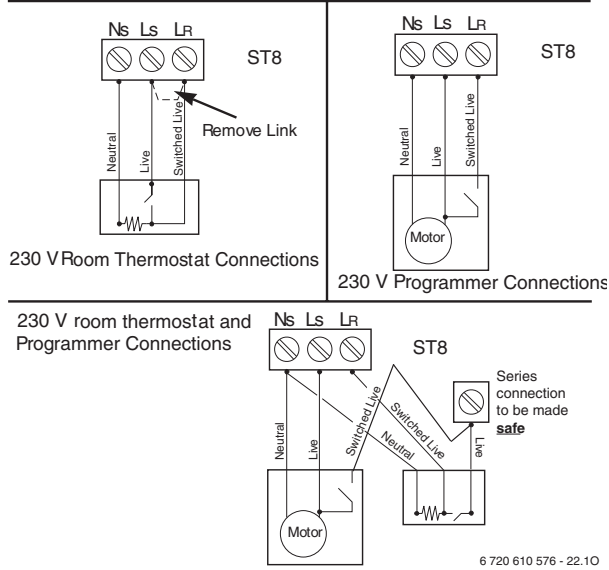 Ns Ls LR
ST8
Remove Link
Neutral
Live
Switched Live
230 V Room Thermostat Connections
Ns Ls LR
ST8
Neutral
Live
Switched Live
Motor
230 V Programmer Connections
230 V room thermostat and
Programmer Connections
Ns Ls LR
ST8
Series
connection
to be made
safe
Neutral
Live
Switched Live
Switched Live
Neutral
Live
Motor
6 720 610 576 - 22.1O